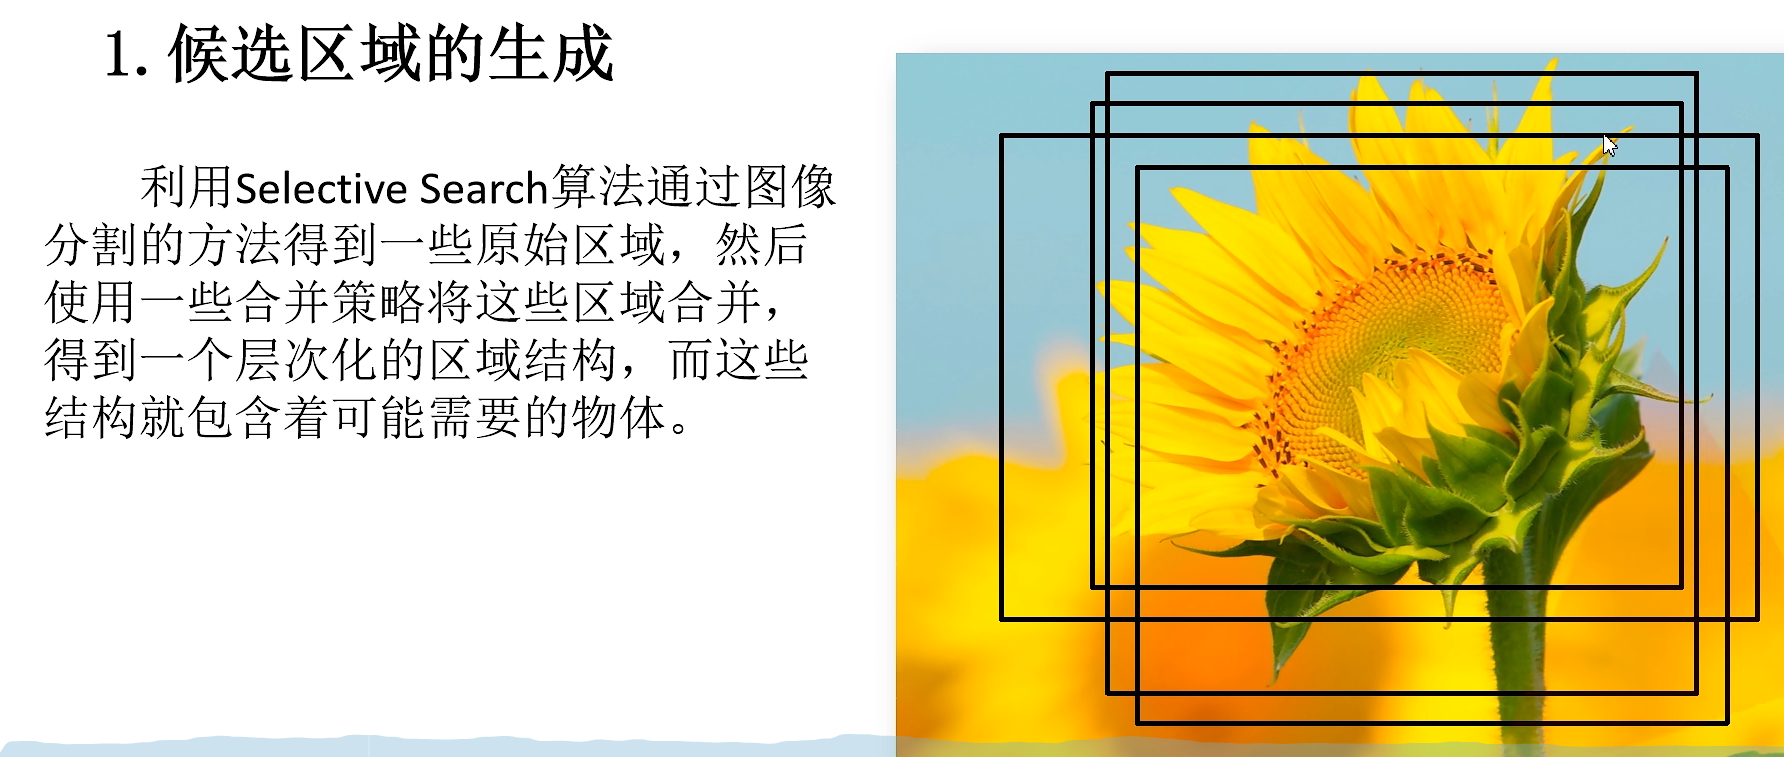 1. 候选区域的生成
利用Selective Search算法通过图像
分割的方法得到一些原始区域，然后
使用一些合并策略将这些区域合并，
得到一个层次化的区域结构，而这些
结构就包含着可能需要的物体。